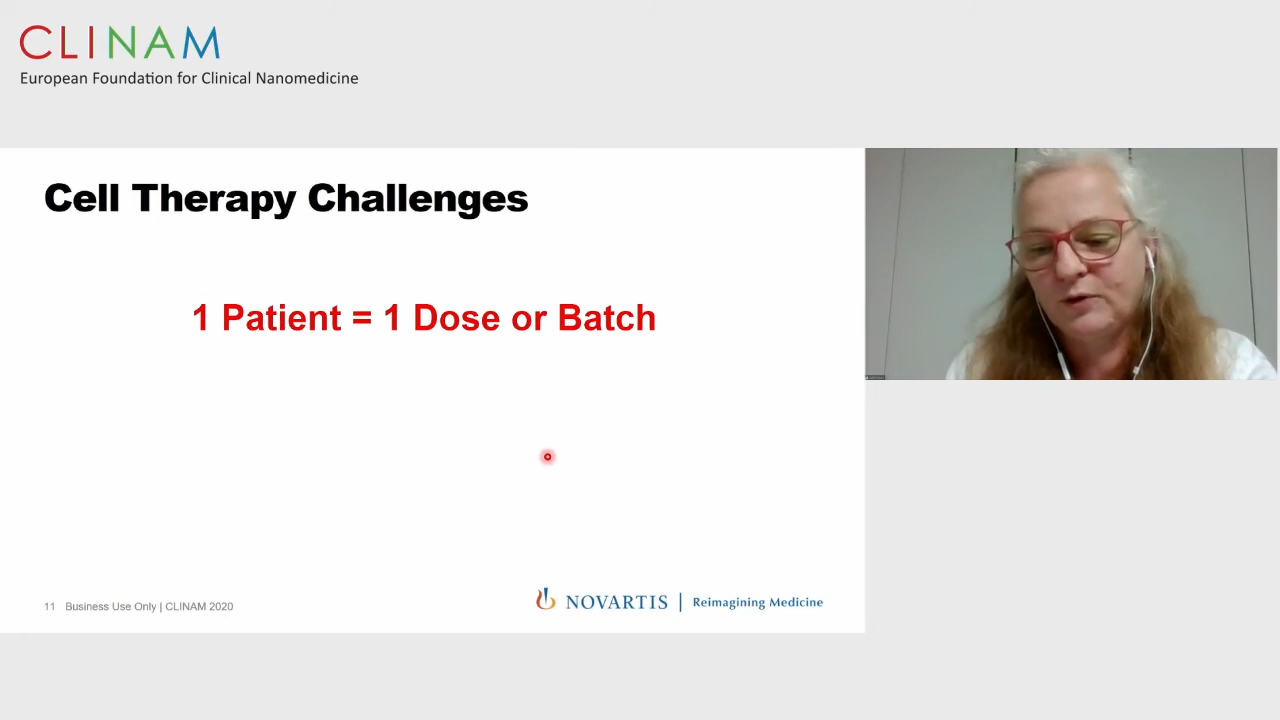 CLINAM
European Foundation for Clinical Nanomedicine
Cell Therapy Challenges
1 Patient = 1 Dose or Batch
11 Business Use Only | CLINAM 2020
NOVARTIS | Reimagining Medicine